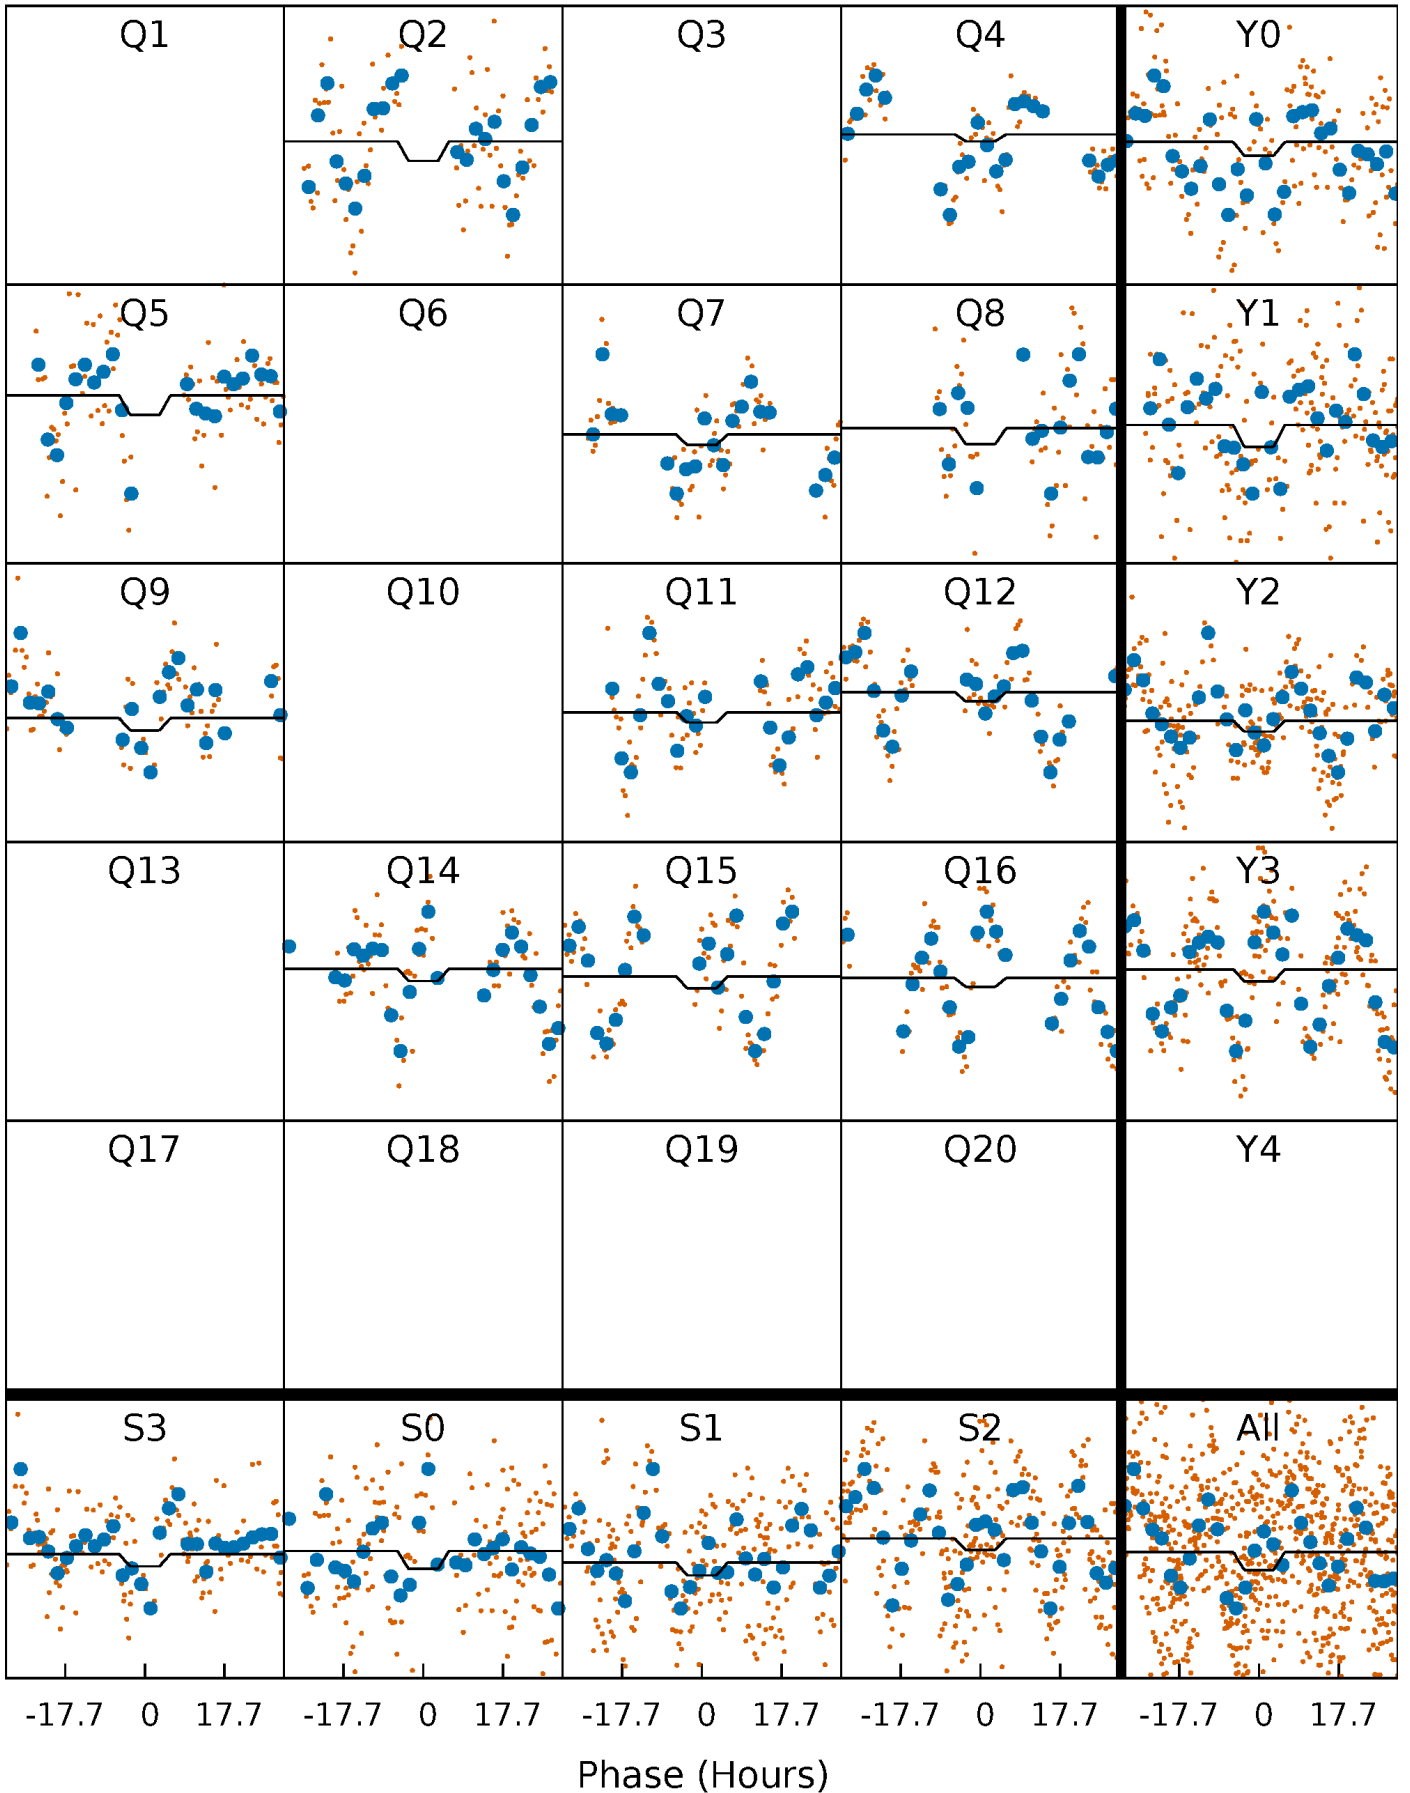 Q1 Q2 Q3 Q4 Y0
Q5 Q6 Q7 Q8 Y1
Q9 Q10 Q11 Q12 Y2
Q13 Q14 Q15 Q16 Y3
Q17 Q18 Q19 Q20 Y4
S3 S0 S1 S2 All
-17.7 0 17.7 -17.7 0 17.7 -17.7 0 17.7 -17.7 0 17.7 -17.7 0 17.7
Phase (Hours)